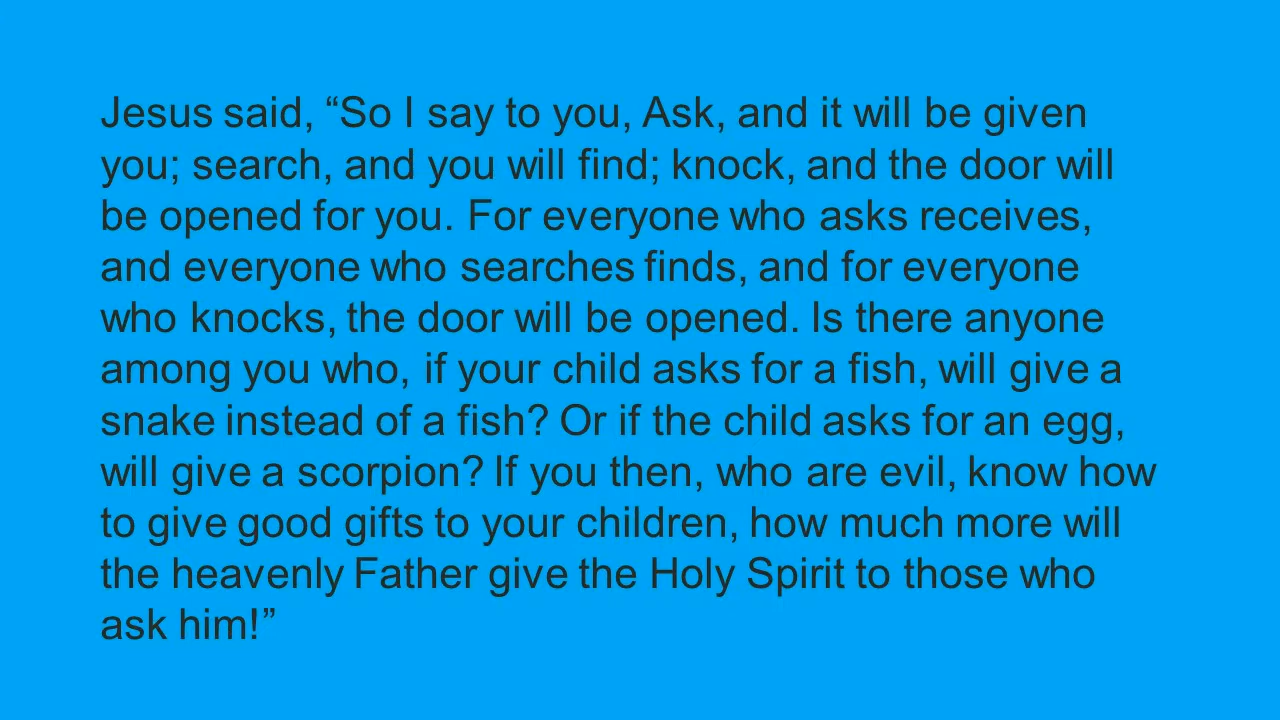 Jesus said, “So I say to you, Ask, and it will be given
you; search, and you will find; knock, and the door will
be opened for you. For everyone who asks receives,
and everyone who searches finds, and for everyone
who knocks, the door will be opened. Is there anyone
among you who, if your child asks for a fish, will give a
snake instead of a fish? Or if the child asks for an egg,
will give a scorpion? If you then, who are evil, know how
to give good gifts to your children, how much more will
the heavenly Father give the Holy Spirit to those who
ask him!”